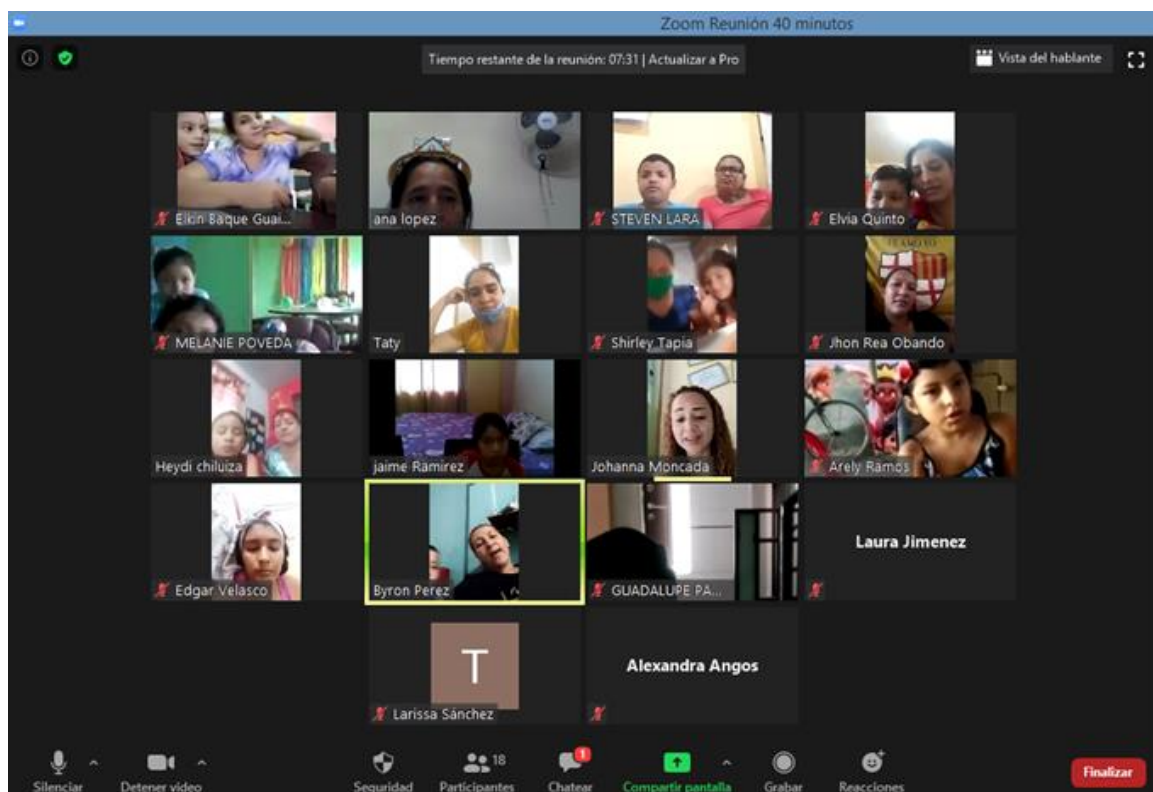 Zoom Reunión 40 minutos
Tiempo restante de la reunión: 07:31 | Actualizar a Pro
Vista del hablante
Elkin Baque Guai...
ana lopez
STEVEN LARA
Elvia Quinto
MELANIE POVEDA
Taty
Shirley Tapia
Jhon Rea Obando
Heydi chiluiza
jaime Ramirez
Johanna Moncada
Arely Ramos
Edgar Velasco
Byron Perez
GUADALUPE PA...
Laura Jimenez
T
Larissa Sánchez
Alexandra Angos
18
1
Silenciar
Detener video
Seguridad
Participantes
Chatear
Compartir pantalla
Grabar
Reacciones
Finalizar